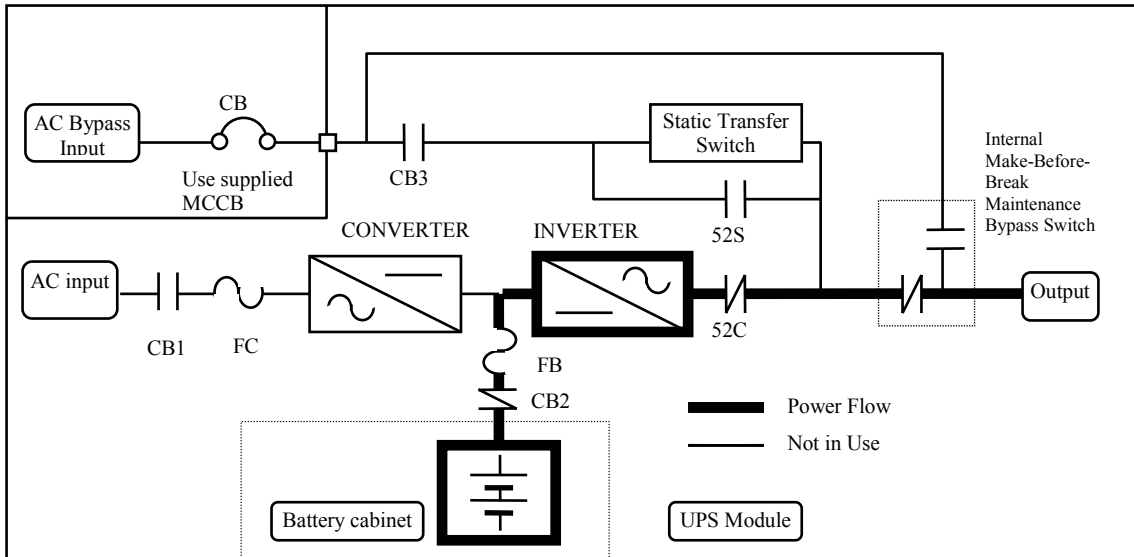 CB
AC Bypass
Input
Use supplied
MCCB
CB3
Static Transfer
Switch
52S
Internal
Make-Before-
Break
Maintenance
Bypass Switch
CONVERTER
INVERTER
AC input
CB1
FC
52C
Output
FB
CB2
Power Flow
Not in Use
Battery cabinet
UPS Module